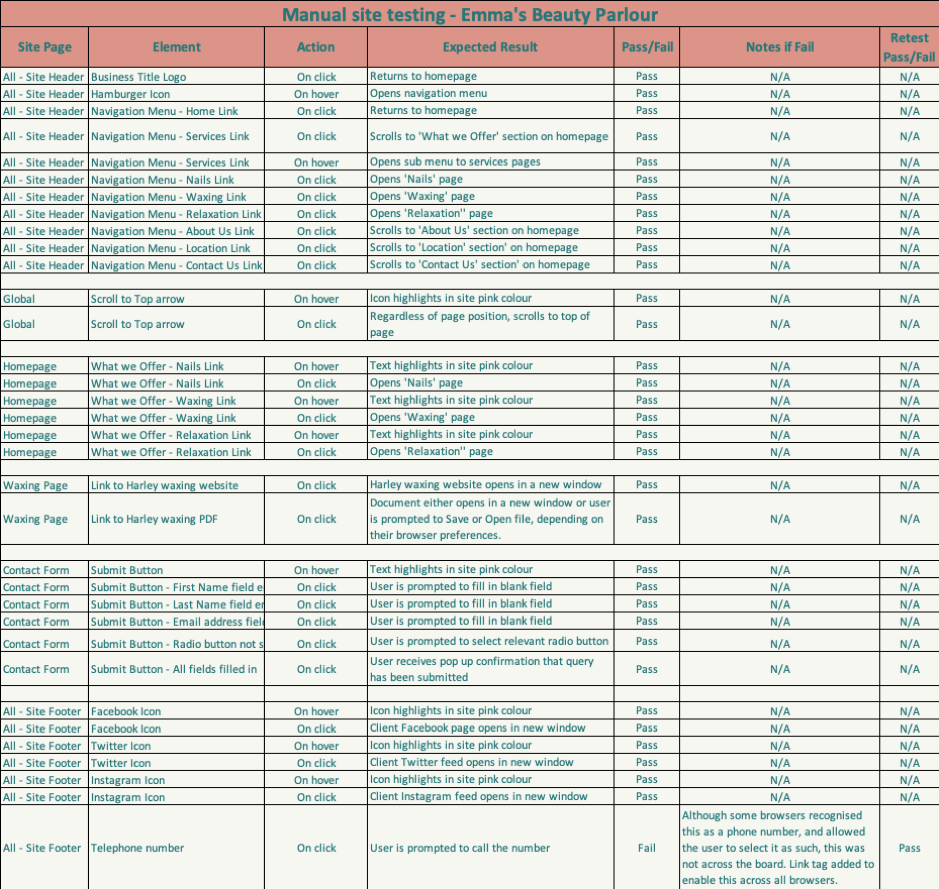 Manual site testing - Emma's Beauty Parlour
Site Page Element Action Expected Result Pass/Fail Notes if Fail Retest Pass/Fail
All - Site Header Business Title Logo On click Returns to homepage Pass N/A N/A
All - Site Header Hamburger Icon On hover Opens navigation menu Pass N/A N/A
All - Site Header Navigation Menu - Home Link On click Returns to homepage Pass N/A N/A
All - Site Header Navigation Menu - Services Link On click Scrolls to 'What we Offer' section on homepage Pass N/A N/A
All - Site Header Navigation Menu - Services Link On hover Opens sub menu to services pages Pass N/A N/A
All - Site Header Navigation Menu - Nails Link On click Opens 'Nails' page Pass N/A N/A
All - Site Header Navigation Menu - Waxing Link On click Opens 'Waxing' page Pass N/A N/A
All - Site Header Navigation Menu - Relaxation Link On click Opens 'Relaxation'' page Pass N/A N/A
All - Site Header Navigation Menu - About Us Link On click Scrolls to 'About Us' section on homepage Pass N/A N/A
All - Site Header Navigation Menu - Location Link On click Scrolls to 'Location' section' on homepage Pass N/A N/A
All - Site Header Navigation Menu - Contact Us Link On click Scrolls to 'Contact Us' section' on homepage Pass N/A N/A
Global Scroll to Top arrow On hover Icon highlights in site pink colour Pass N/A N/A
Global Scroll to Top arrow On click Regardless of page position, scrolls to top of
page Pass N/A N/A
Homepage What we Offer - Nails Link On hover Text highlights in site pink colour Pass N/A N/A
Homepage What we Offer - Nails Link On click Opens 'Nails' page Pass N/A N/A
Homepage What we Offer - Waxing Link On hover Text highlights in site pink colour Pass N/A N/A
Homepage What we Offer - Waxing Link On click Opens 'Waxing' page Pass N/A N/A
Homepage What we Offer - Relaxation Link On hover Text highlights in site pink colour Pass N/A N/A
Homepage What we Offer - Relaxation Link On click Opens 'Relaxation'' page Pass N/A N/A
Waxing Page Link to Harley waxing website On click Harley waxing website opens in a new window Pass N/A N/A
Waxing Page Link to Harley waxing PDF On click Document either opens in a new window or user
is prompted to Save or Open file, depending on
their browser preferences. Pass N/A N/A
Contact Form Submit Button On hover Text highlights in site pink colour Pass N/A N/A
Contact Form Submit Button - First Name field e On click User is prompted to fill in blank field Pass N/A N/A
Contact Form Submit Button - Last Name field er On click User is prompted to fill in blank field Pass N/A N/A
Contact Form Submit Button - Email address field On click User is prompted to fill in blank field Pass N/A N/A
Contact Form Submit Button - Radio button not s On click User is prompted to select relevant radio button Pass N/A N/A
Contact Form Submit Button - All fields filled in On click User receives pop up confirmation that query
has been submitted Pass N/A N/A
All - Site Footer Facebook Icon On hover Icon highlights in site pink colour Pass N/A N/A
All - Site Footer Facebook Icon On click Client Facebook page opens in new window Pass N/A N/A
All - Site Footer Twitter Icon On hover Icon highlights in site pink colour Pass N/A N/A
All - Site Footer Twitter Icon On click Client Twitter feed opens in new window Pass N/A N/A
All - Site Footer Instagram Icon On hover Icon highlights in site pink colour Pass N/A N/A
All - Site Footer Instagram Icon On click Client Instagram feed opens in new window Pass N/A N/A
All - Site Footer Telephone number On click User is prompted to call the number Fail Although some browsers recognised
this as a phone number, and allowed
the user to select it as such, this was
not across the board. Link tag added to
enable this across all browsers. Pass